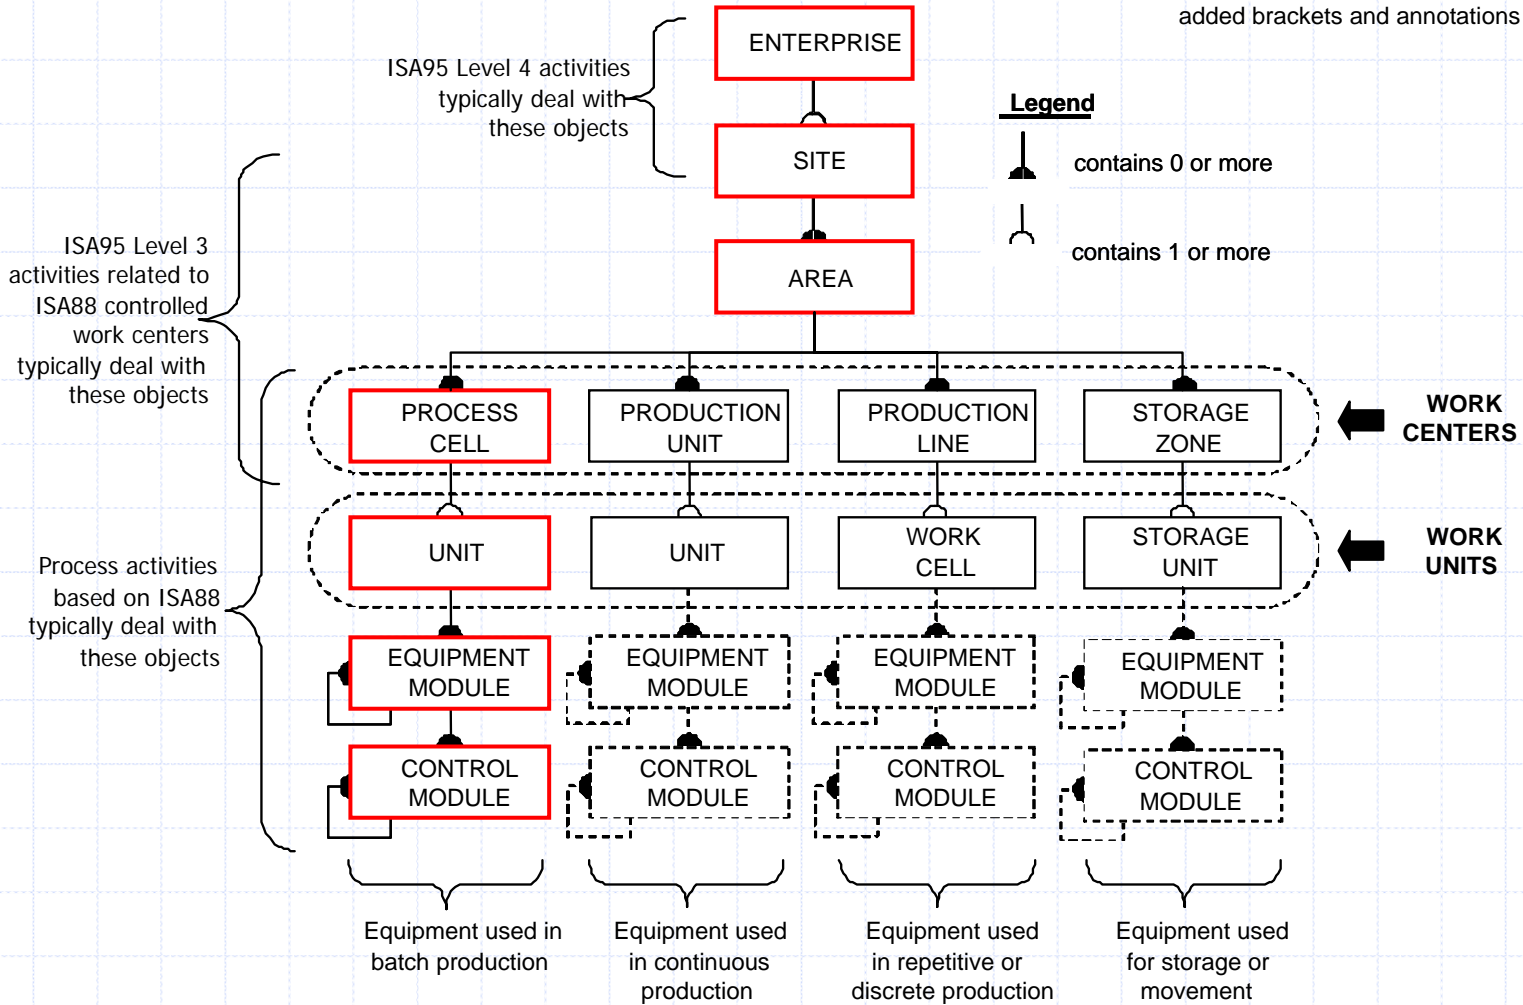 added brackets and annotations
ENTERPRISE
ISA95 Level 4 activities
typically deal with
these objects
Legend
SITE
contains 0 or more
ISA95 Level 3
activities related to
ISA88 controlled
work centers
typically deal with
these objects
contains 1 or more
AREA
PROCESS
CELL
PRODUCTION
UNIT
PRODUCTION
LINE
STORAGE
ZONE
WORK
CENTERS
UNIT
UNIT
WORK
CELL
STORAGE
UNIT
WORK
UNITS
Process activities
based on ISA88
typically deal with
these objects
EQUIPMENT
MODULE
EQUIPMENT
MODULE
EQUIPMENT
MODULE
EQUIPMENT
MODULE
CONTROL
MODULE
CONTROL
MODULE
CONTROL
MODULE
CONTROL
MODULE
Equipment used in
batch production
Equipment used
in continuous
production
Equipment used
in repetitive or
discrete production
Equipment used
for storage or
movement